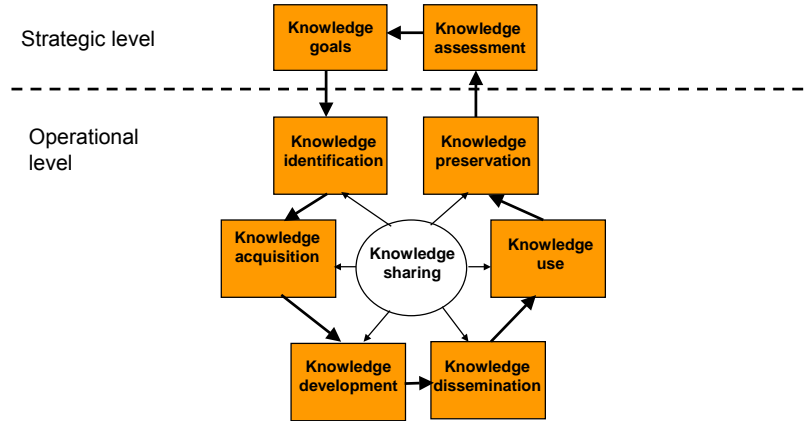 Strategic level
Knowledge
goals
Knowledge
assessment
Operational
level
Knowledge
identification
Knowledge
preservation
Knowledge
acquisition
Knowledge
sharing
Knowledge
use
Knowledge
development
Knowledge
dissemination